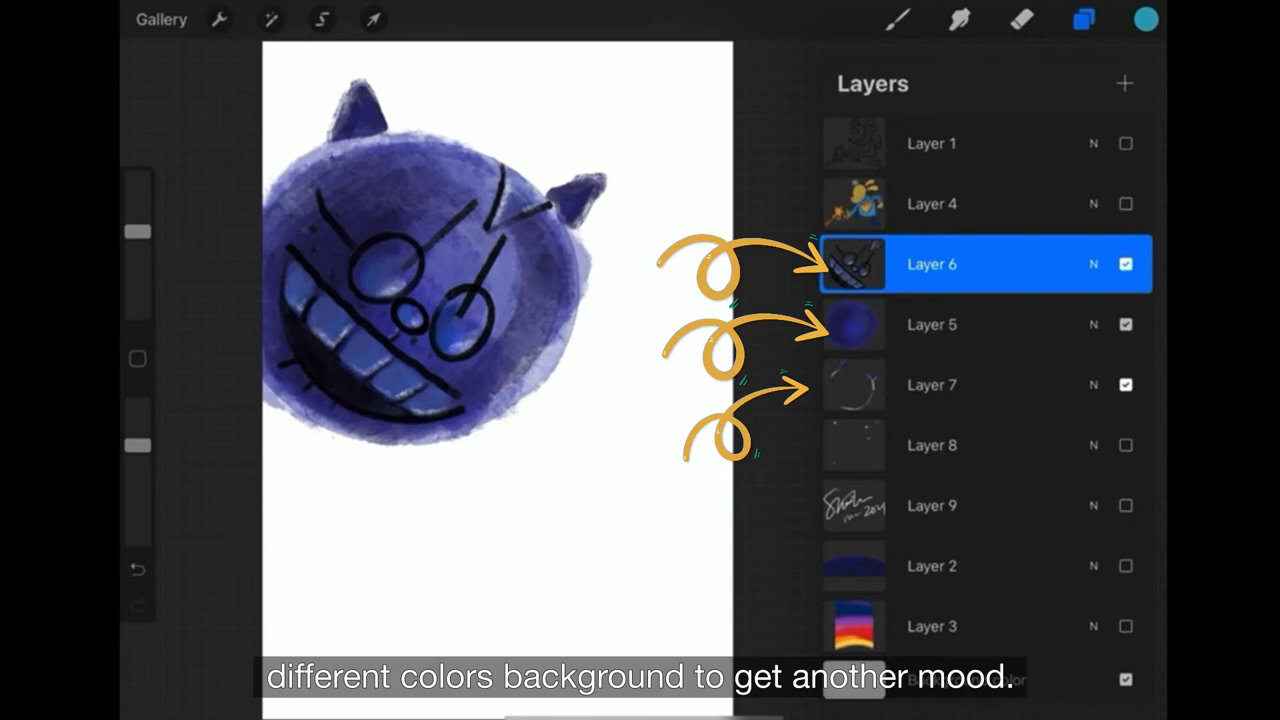 Gallery
Layers
Layer 1 N
Layer 4 N
Layer 6 N
Layer 5 N
Layer 7 N
Layer 8 N
Layer 9 N
Layer 2 N
Layer 3 N
different colors background to get another mood.